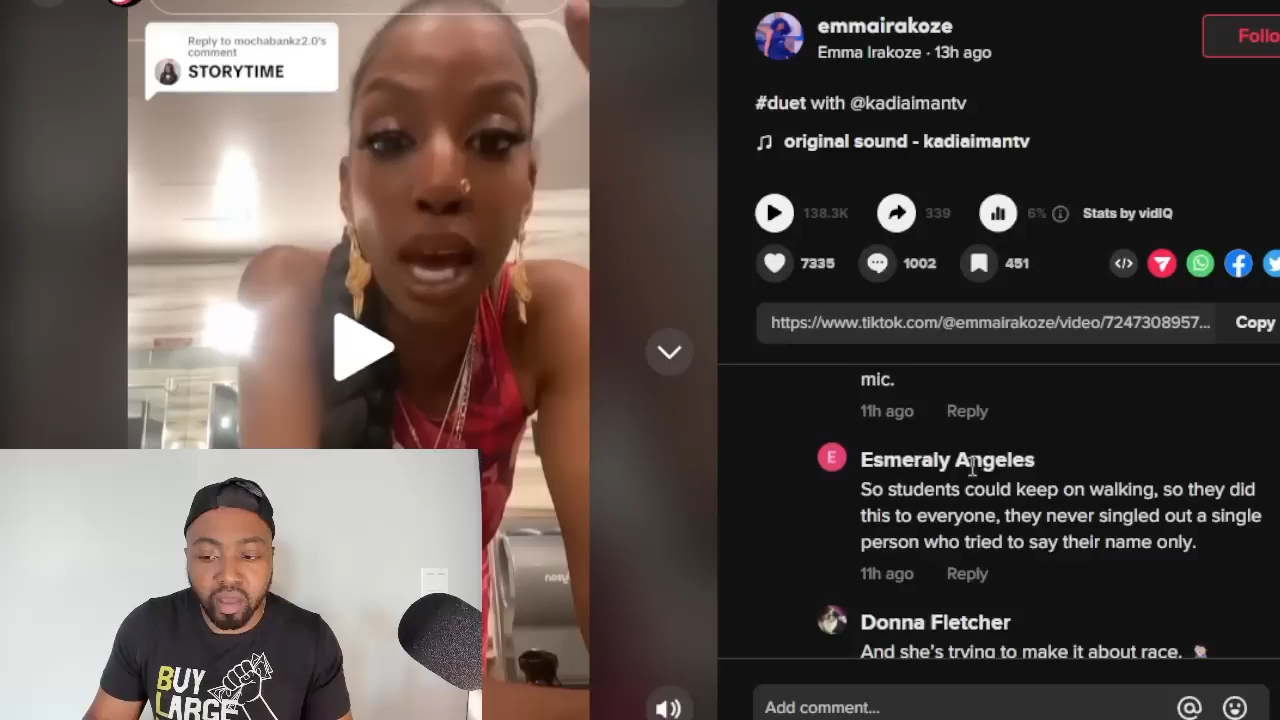 Reply to mochabankz2.0's
comment
STORYTIME
emmairakoze
Emma Irakoze · 13h ago
Follo
#duet with @kadiaimantv
original sound - kadiaimantv
138.3K
339
6%
Stats by vidIQ
7335
1002
451
https://www.tiktok.com/@emmairakoze/video/7247308957...
Copy
mic.
11h ago
Reply
E
Esmeraly Angeles
So students could keep on walking, so they did
this to everyone, they never singled out a single
person who tried to say their name only.
11h ago
Reply
Donna Fletcher
And she's trying to make it about race.
Add comment...
BUY
LARGE